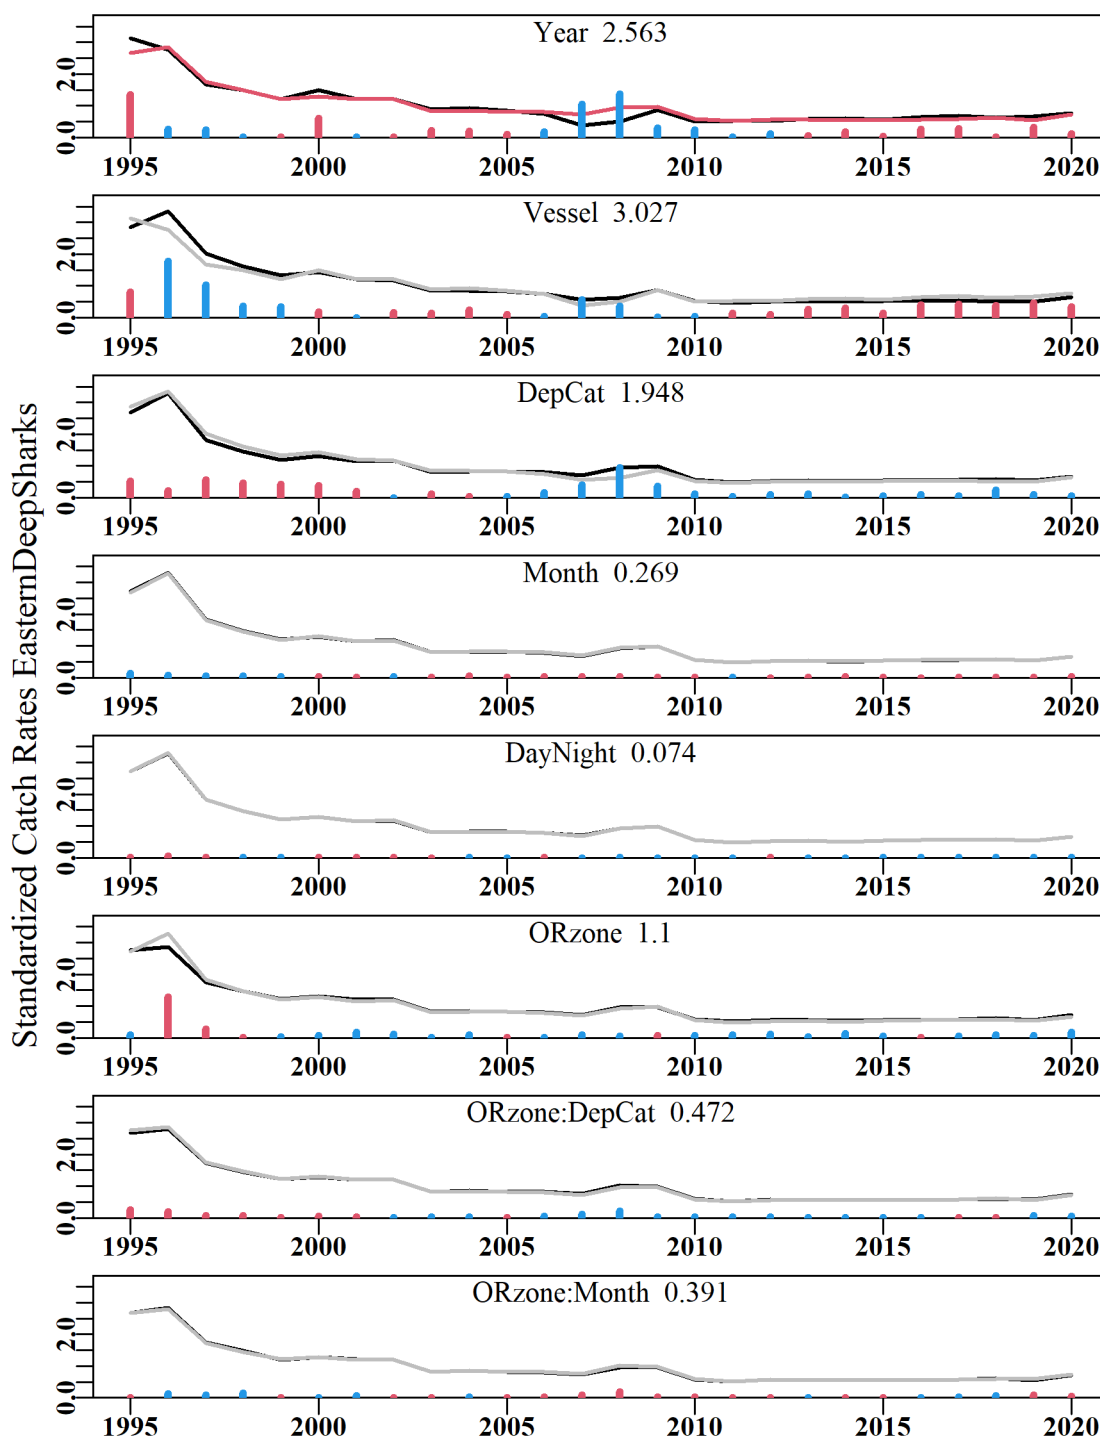 Standardized Catch Rates EasternDeepSharks
Year 2.563
0.0 2.0
1995 2000 2005 2010 2015 2020
Vessel 3.027
0.0 2.0
1995 2000 2005 2010 2015 2020
DepCat 1.948
0.0 2.0
1995 2000 2005 2010 2015 2020
Month 0.269
0.0 2.0
1995 2000 2005 2010 2015 2020
DayNight 0.074
0.0 2.0
1995 2000 2005 2010 2015 2020
ORzone 1.1
0.0 2.0
1995 2000 2005 2010 2015 2020
ORzone:DepCat 0.472
0.0 2.0
1995 2000 2005 2010 2015 2020
ORzone:Month 0.391
0.0 2.0
1995 2000 2005 2010 2015 2020